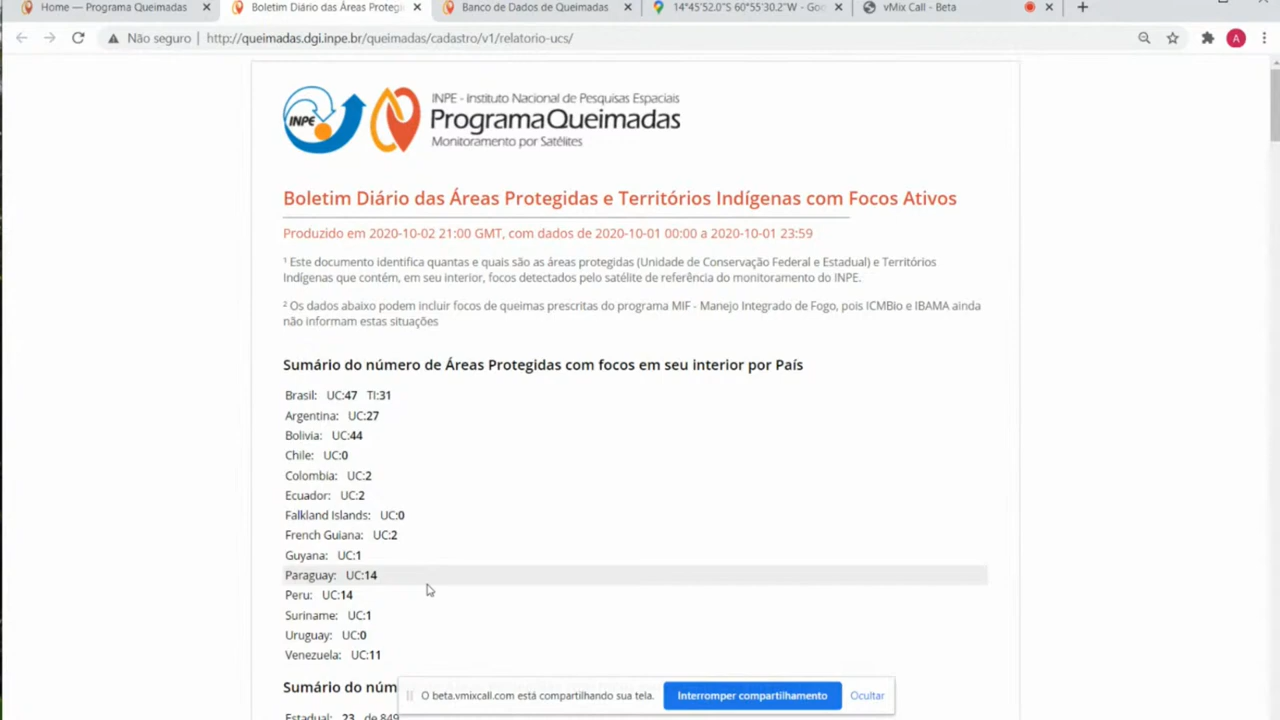 Home — Programa Queimadas
Boletim Diário das Áreas Proteg
Banco de Dados de Queimadas
14°45'52.0"S 60°55'30.2"W - Goo
vMix Call - Beta
Não seguro
http://queimadas.dgi.inpe.br/queimadas/cadastro/v1/relatorio-ucs/
A
INPE
INPE - Instituto Nacional de Pesquisas Espaciais
ProgramaQueimadas
Monitoramento por Satélites
Boletim Diário das Áreas Protegidas e Territórios Indígenas com Focos Ativos
Produzido em 2020-10-02 21:00 GMT, com dados de 2020-10-01 00:00 a 2020-10-01 23:59
¹ Este documento identifica quantas e quais são as áreas protegidas (Unidade de Conservação Federal e Estadual) e Territórios
Indígenas que contém, em seu interior, focos detectados pelo satélite de referência do monitoramento do INPE.
² Os dados abaixo podem incluir focos de queimas prescritas do programa MIF - Manejo Integrado de Fogo, pois ICMBio e IBAMA ainda
não informam estas situações
Sumário do número de Áreas Protegidas com focos em seu interior por País
Brasil: UC:47 TI:31
Argentina: UC:27
Bolivia: UC:44
Chile: UC:0
Colombia: UC:2
Ecuador: UC:2
Falkland Islands: UC:0
French Guiana: UC:2
Guyana: UC:1
Paraguay: UC:14
Peru: UC:14
Suriname: UC:1
Uruguay: UC:0
Venezuela: UC:11
Sumário do núm
O beta.vmixcall.com está compartilhando sua tela.
Interromper compartilhamento
Ocultar
Estadual: 23 de 849